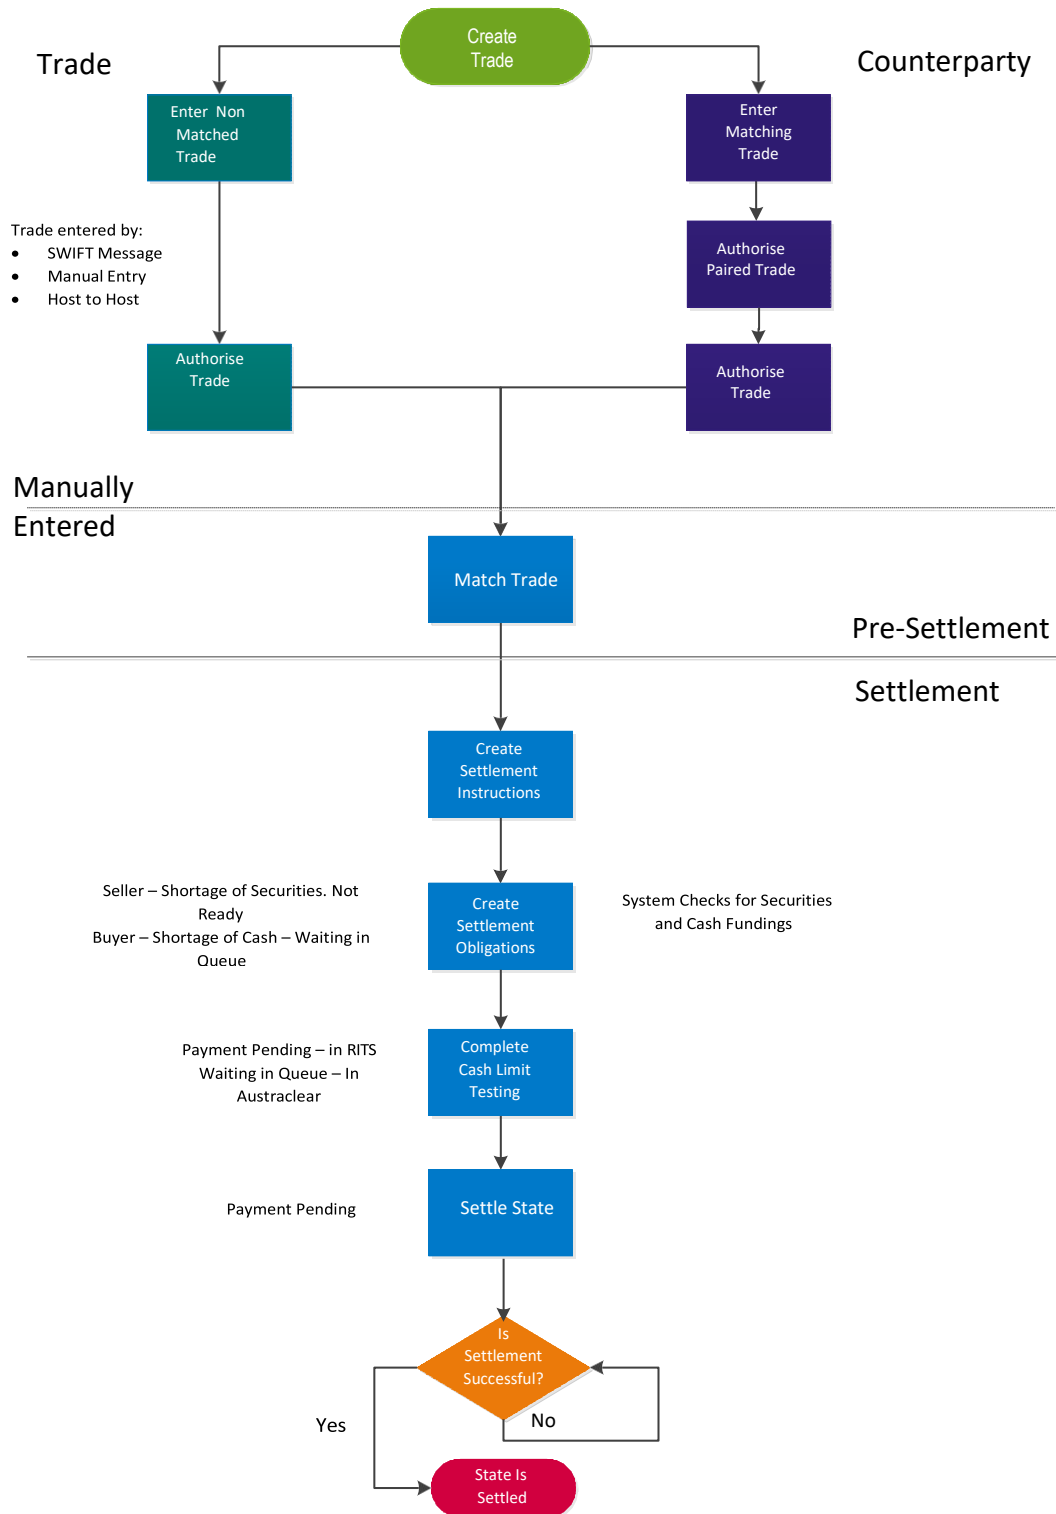 Create
Trade
Trade
Counterparty
Enter Non
Matched
Trade
Enter
Matching
Trade
Trade entered by:
• SWIFT Message
• Manual Entry
• Host to Host
Authorise
Paired Trade
Authorise
Trade
Authorise
Trade
Manually
Entered
Match Trade
Pre-Settlement
Settlement
Create
Settlement
Instructions
Seller – Shortage of Securities. Not
Ready
Buyer – Shortage of Cash – Waiting in
Queue
Create
Settlement
Obligations
System Checks for Securities
and Cash Fundings
Payment Pending – in RITS
Waiting in Queue – In
Austraclear
Complete
Cash Limit
Testing
Payment Pending
Settle State
Is
Settlement
Successful?
Yes
No
State Is
Settled